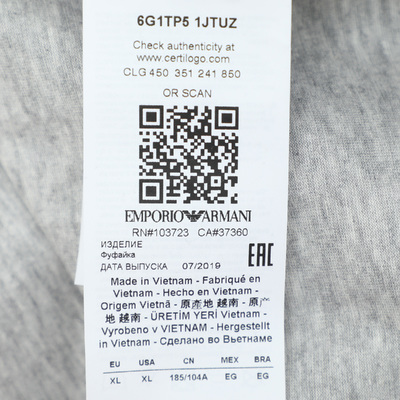 6G1TP5 1JTUZ
Check authenticity at
www.certilogo.com
CLG 450 351 241 850
OR SCAN
EMPORIO ARMANI
RN#103723 CA#37360
ИЗДЕЛИЕ
Фуфайка
ДАТА ВЫПУСКА 07/2019
EAC
Made in Vietnam - Fabriqué en
Vietnam - Hecho en Vietnam -
Origem Vietnã - 原產地 越南 - 原产
地 越南 - ÜRETİM YERİ Vietnam -
Vyrobeno v VIETNAM - Hergestellt
in Vietnam - Сделано во Вьетнаме
EU USA CN MEX BRA
XL XL 185/104A EG EG